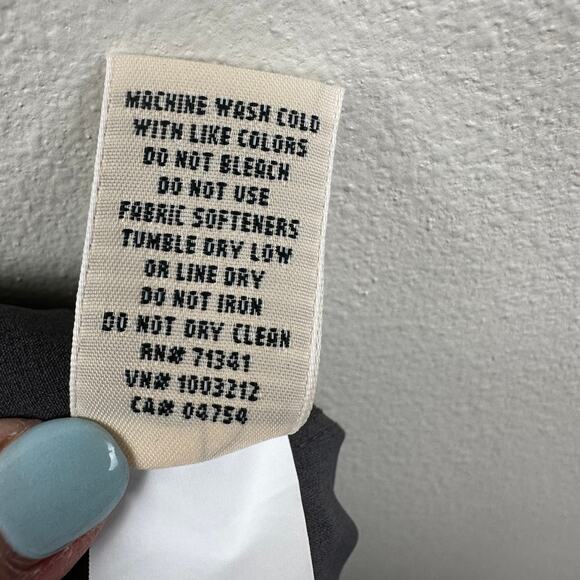 MACHINE WASH COLD
WITH LIKE COLORS
DO NOT BLEACH
DO NOT USE
FABRIC SOFTENERS
TUMBLE DRY LOW
OR LINE DRY
DO NOT IRON
DO NOT DRY CLEAN
RN# 71341
VN# 1003212
CA# 04754